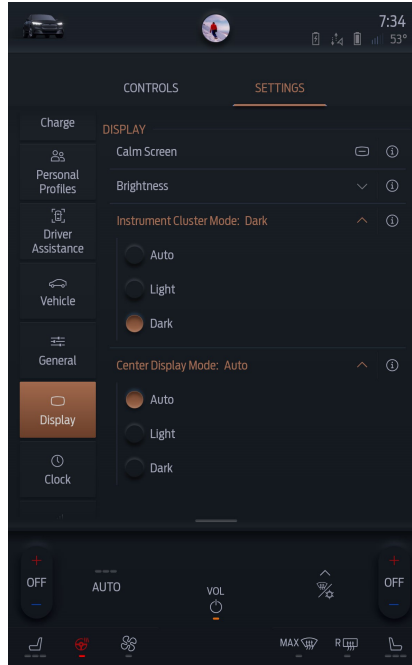 7:34
53°
CONTROLS
SETTINGS
Charge
DISPLAY
Calm Screen
Personal
Profiles
Brightness
Driver
Assistance
Instrument Cluster Mode: Dark
Auto
Vehicle
Light
Dark
General
Center Display Mode: Auto
Auto
Display
Light
Clock
Dark
+
OFF
–
AUTO
VOL
+
OFF
–
MAX
R